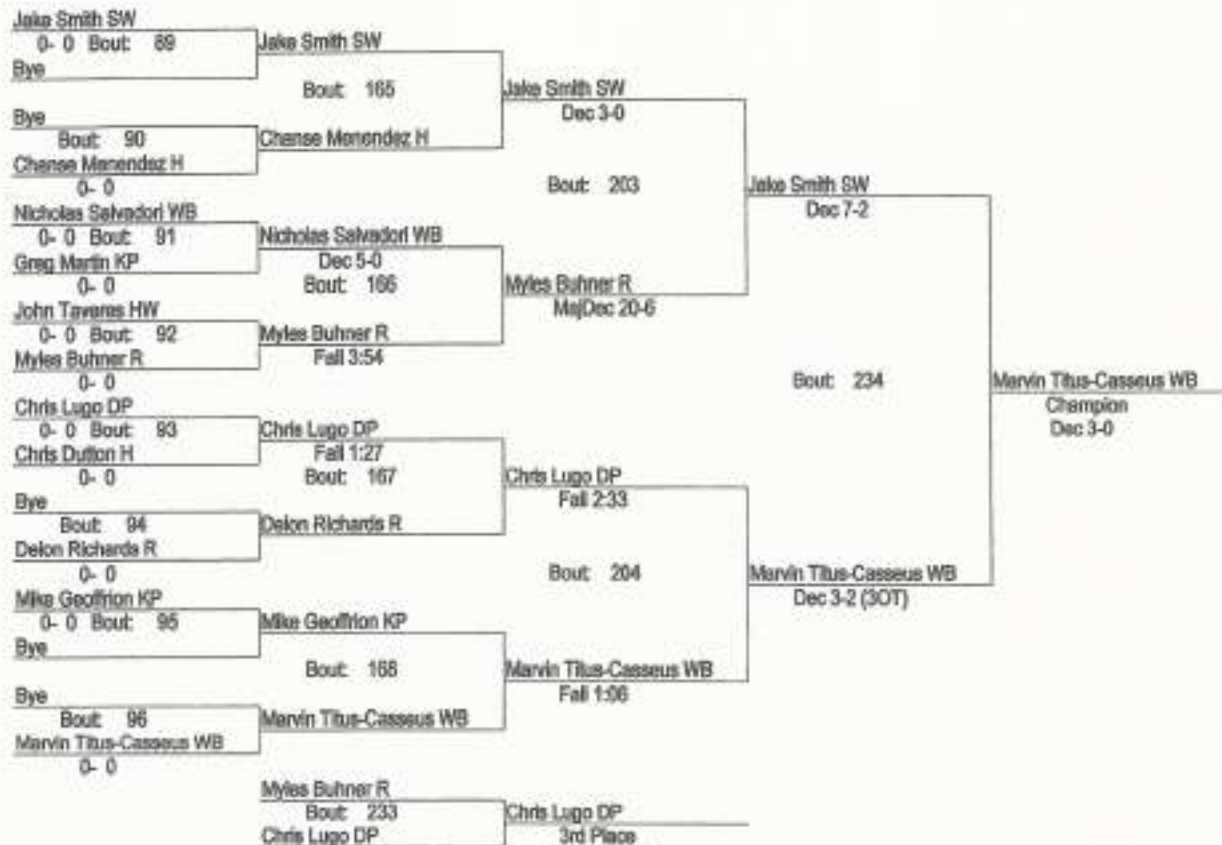 Jake Smith SW
0- 0 Bout: 89
Bye
Bye
Bout: 90
Chanse Menendez H
0- 0
Nicholas Salvadori WB
0- 0 Bout: 91
Greg Martin KP
0- 0
John Taveres HW
0- 0 Bout: 92
Myles Buhner R
0- 0
Chris Lugo DP
0- 0 Bout: 93
Chris Dutton H
0- 0
Bye
Bout: 94
Delon Richards R
0- 0
Mike Geoffrion KP
0- 0 Bout: 95
Bye
Bye
Bout: 96
Marvin Titus-Casseus WB
0- 0
Jake Smith SW
Bout: 165
Chanse Menendez H
Nicholas Salvadori WB
Dec 5-0
Bout: 166
Myles Buhner R
Fall 3:54
Chris Lugo DP
Fall 1:27
Bout: 167
Delon Richards R
Mike Geoffrion KP
Bout: 168
Marvin Titus-Casseus WB
Myles Buhner R
Bout: 233
Chris Lugo DP
Jake Smith SW
Dec 3-0
Bout: 203
Myles Buhner R
MajDec 20-6
Chris Lugo DP
Fall 2:33
Bout: 204
Marvin Titus-Casseus WB
Fall 1:06
Chris Lugo DP
3rd Place
Jake Smith SW
Dec 7-2
Bout: 234
Marvin Titus-Casseus WB
Dec 3-2 (3OT)
Marvin Titus-Casseus WB
Champion
Dec 3-0